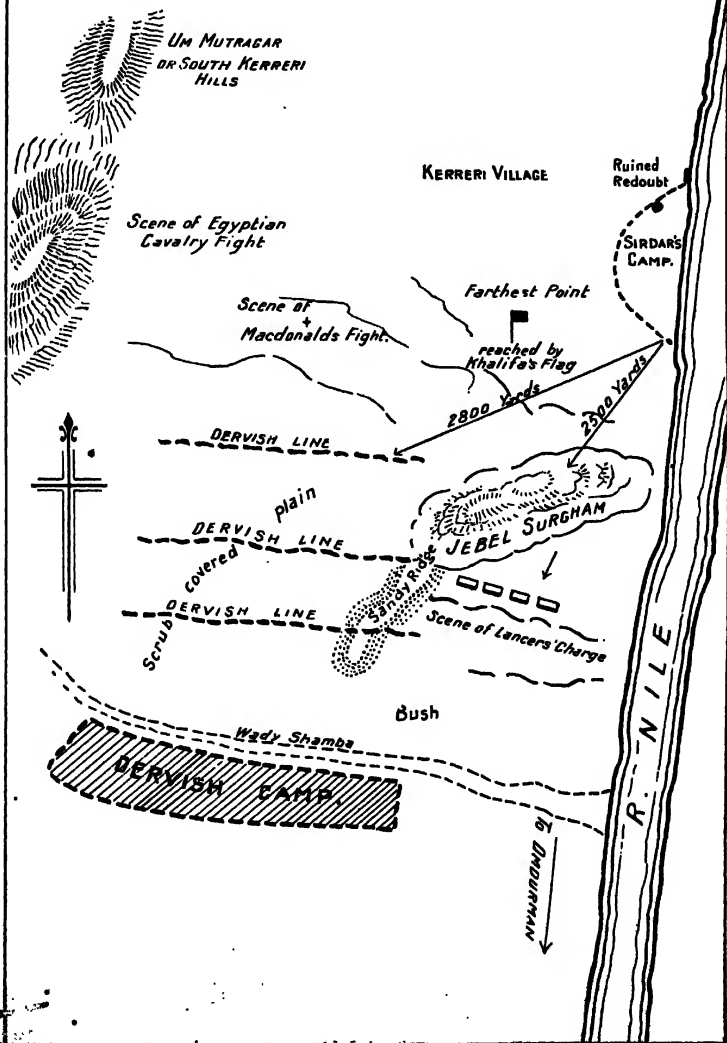 UM MUTRAGAR
OR SOUTH KERRERI
HILLS
KERRERI VILLAGE
Ruined
Redoubt
SIRDAR'S
CAMP.
Scene of Egyptian
Cavalry Fight
Scene of
Macdonalds Fight.
Farthest Point
reached by
Khalifa's Flag
2800 Yards
2500 Yards
DERVISH LINE
JEBEL SURGHAM
DERVISH LINE
Scrub covered plain
Sandy Ridge
DERVISH LINE
Scene of Lancers' Charge
Bush
Wady Shamba
DERVISH CAMP.
R. NILE
TO OMDURMAN